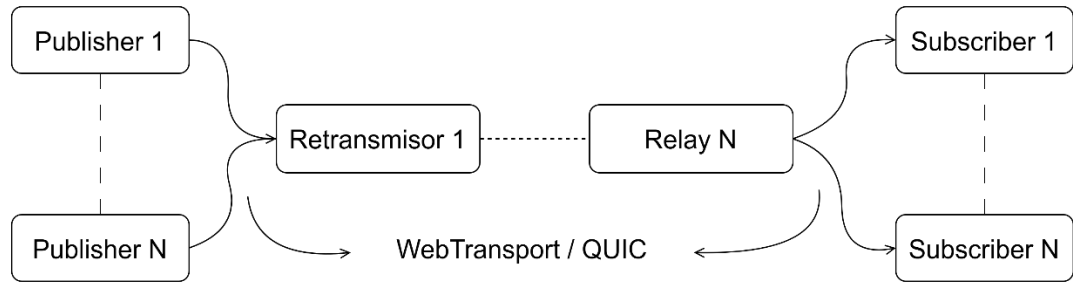 Publisher 1
Subscriber 1
Retransmisor 1
Relay N
Publisher N
WebTransport / QUIC
Subscriber N